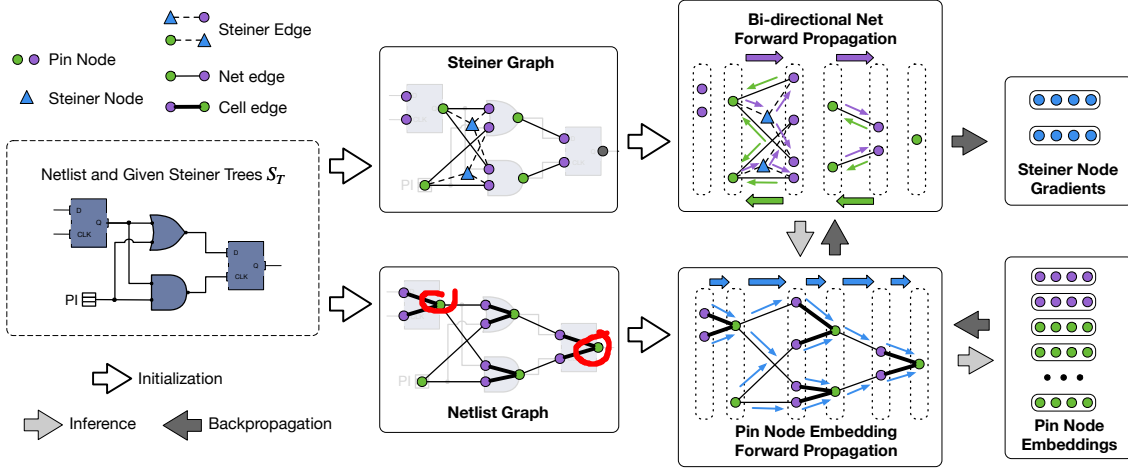 Steiner Edge
Pin Node
Net edge
Steiner Node
Cell edge
Netlist and Given Steiner Trees S_T
D
Q
CLK
D
CLK
PI
Initialization
Inference
Backpropagation
Steiner Graph
CLK
PI
PI
Netlist Graph
Bi-directional Net
Forward Propagation
Pin Node Embedding
Forward Propagation
Steiner Node
Gradients
Pin Node
Embeddings